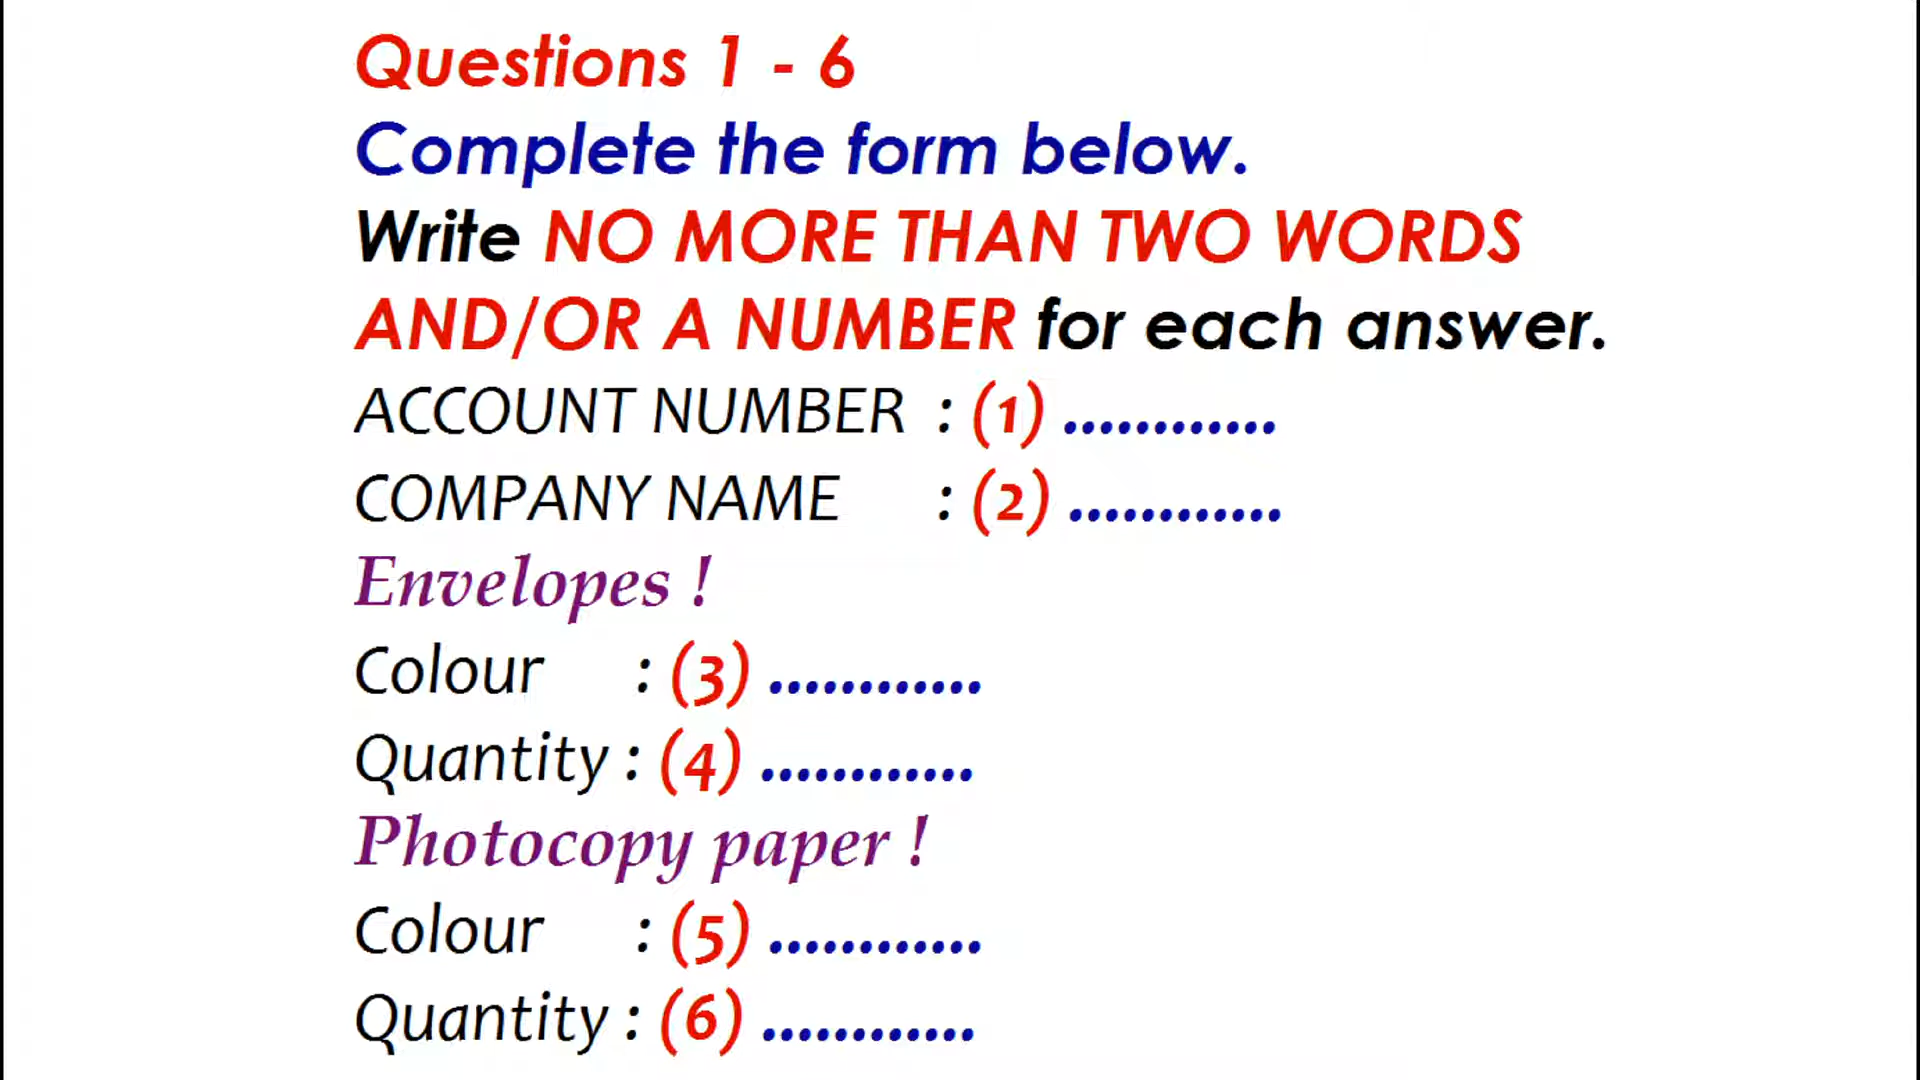 Questions 1 - 6
Complete the form below.
Write NO MORE THAN TWO WORDS
AND/OR A NUMBER for each answer.
ACCOUNT NUMBER : (1) ............
COMPANY NAME : (2) ............
Envelopes !
Colour : (3) ............
Quantity : (4) ............
Photocopy paper !
Colour : (5) ............
Quantity : (6) ............